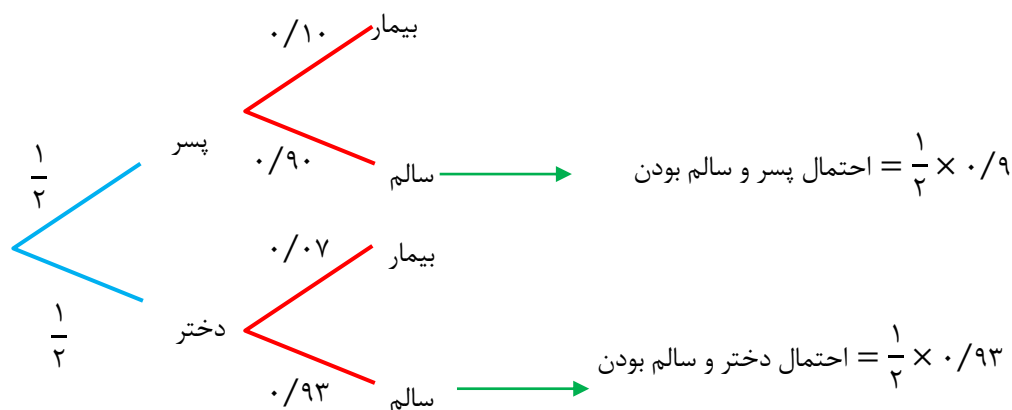 ۰/۱۰
بیمار
پسر
۱/۲
۰/۹۰
سالم
احتمال پسر و سالم بودن = ۱/۲ × ۰/۹
۰/۰۷
بیمار
دختر
۱/۲
۰/۹۳
سالم
احتمال دختر و سالم بودن = ۱/۲ × ۰/۹۳